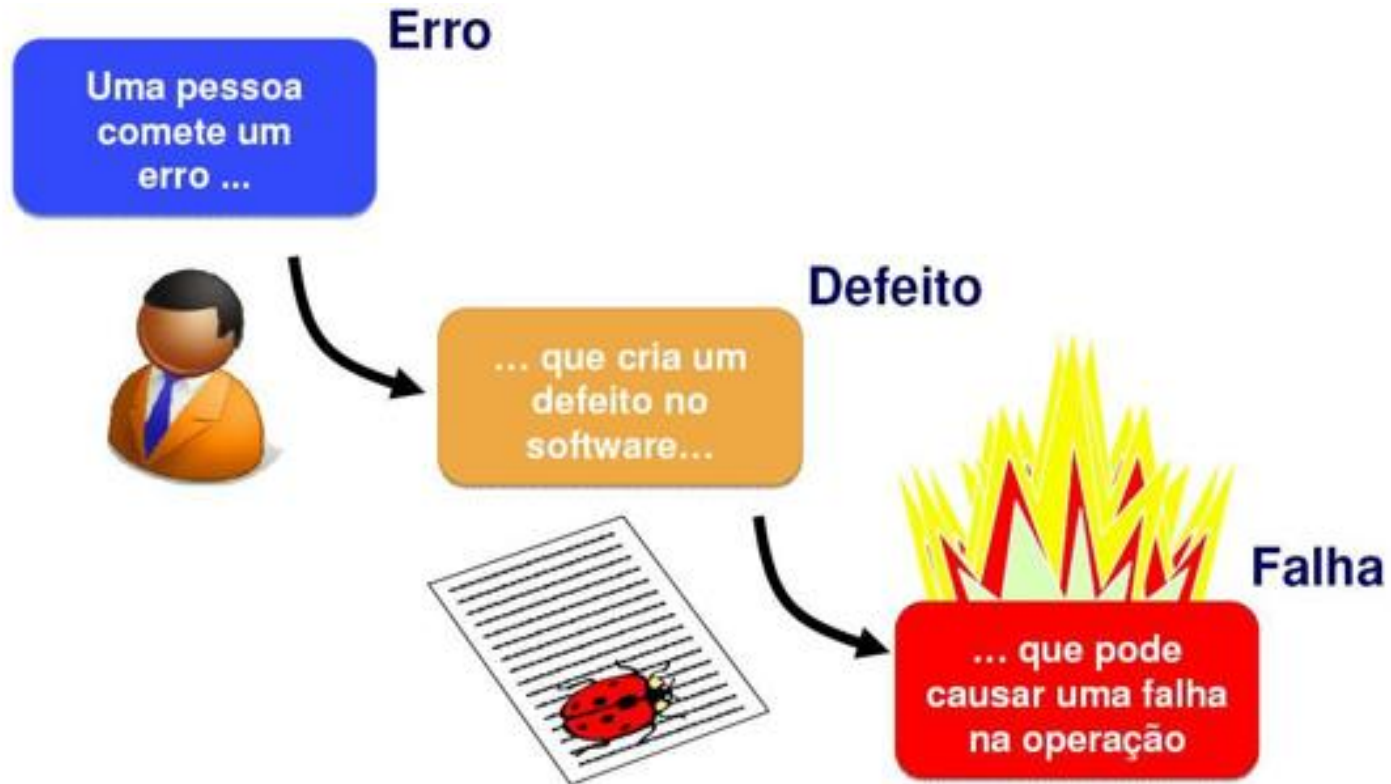 Erro
Uma pessoa
comete um
erro ...
Defeito
... que cria um
defeito no
software...
Falha
... que pode
causar uma falha
na operação